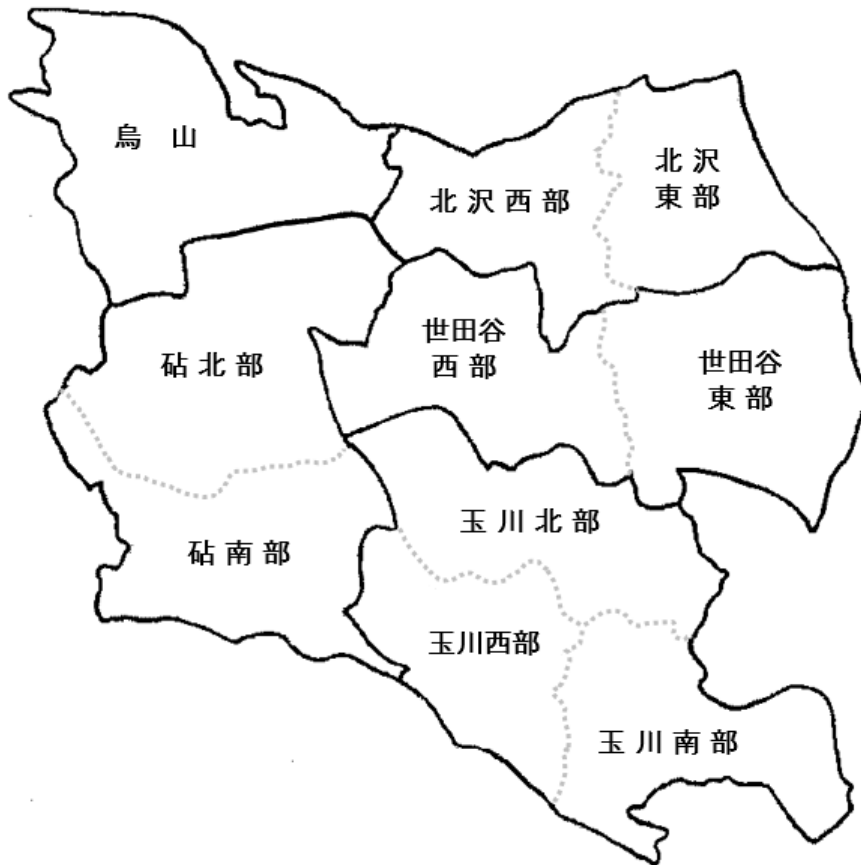 烏　山
北 沢
東 部
北 沢 西 部
世田谷
西 部
砧 北 部
世田谷
東 部
玉 川 北 部
砧 南 部
玉川西部
玉 川 南 部